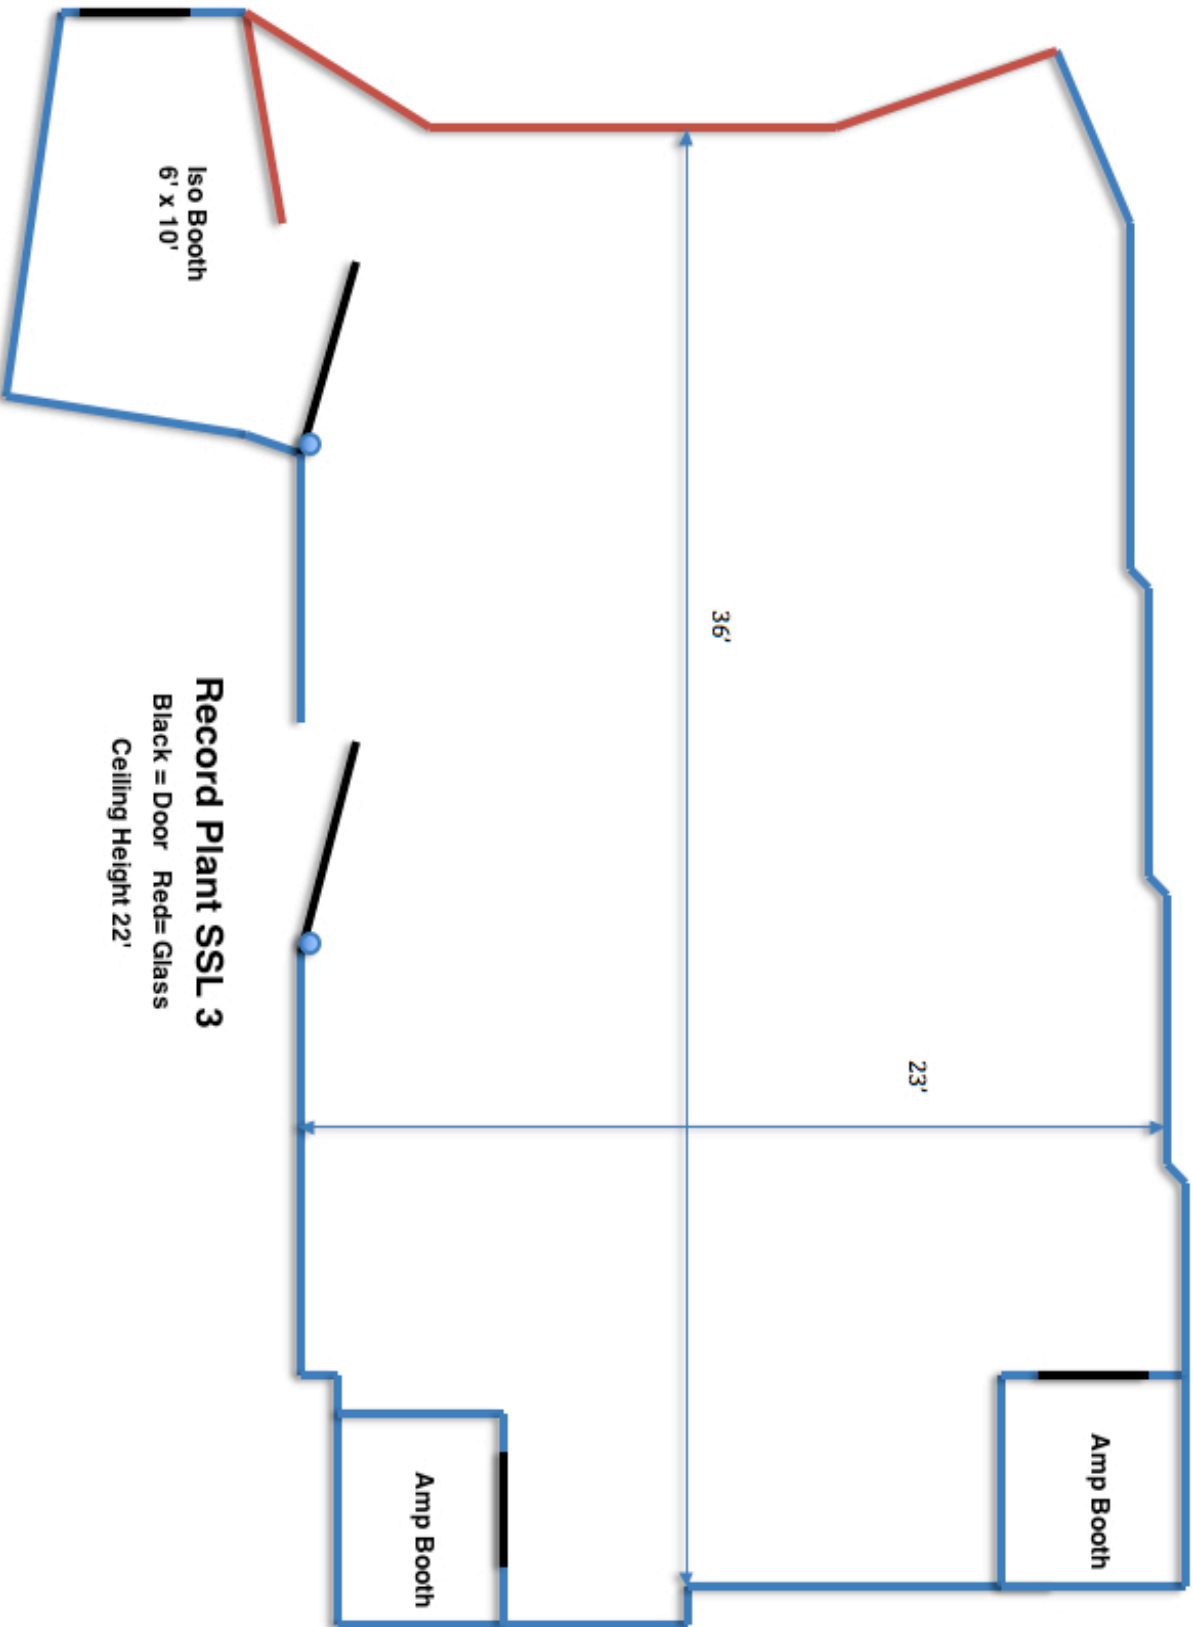 Iso Booth
6' x 10'
36'
23'
Record Plant SSL 3
Black = Door Red= Glass
Ceiling Height 22'
Amp Booth
Amp Booth